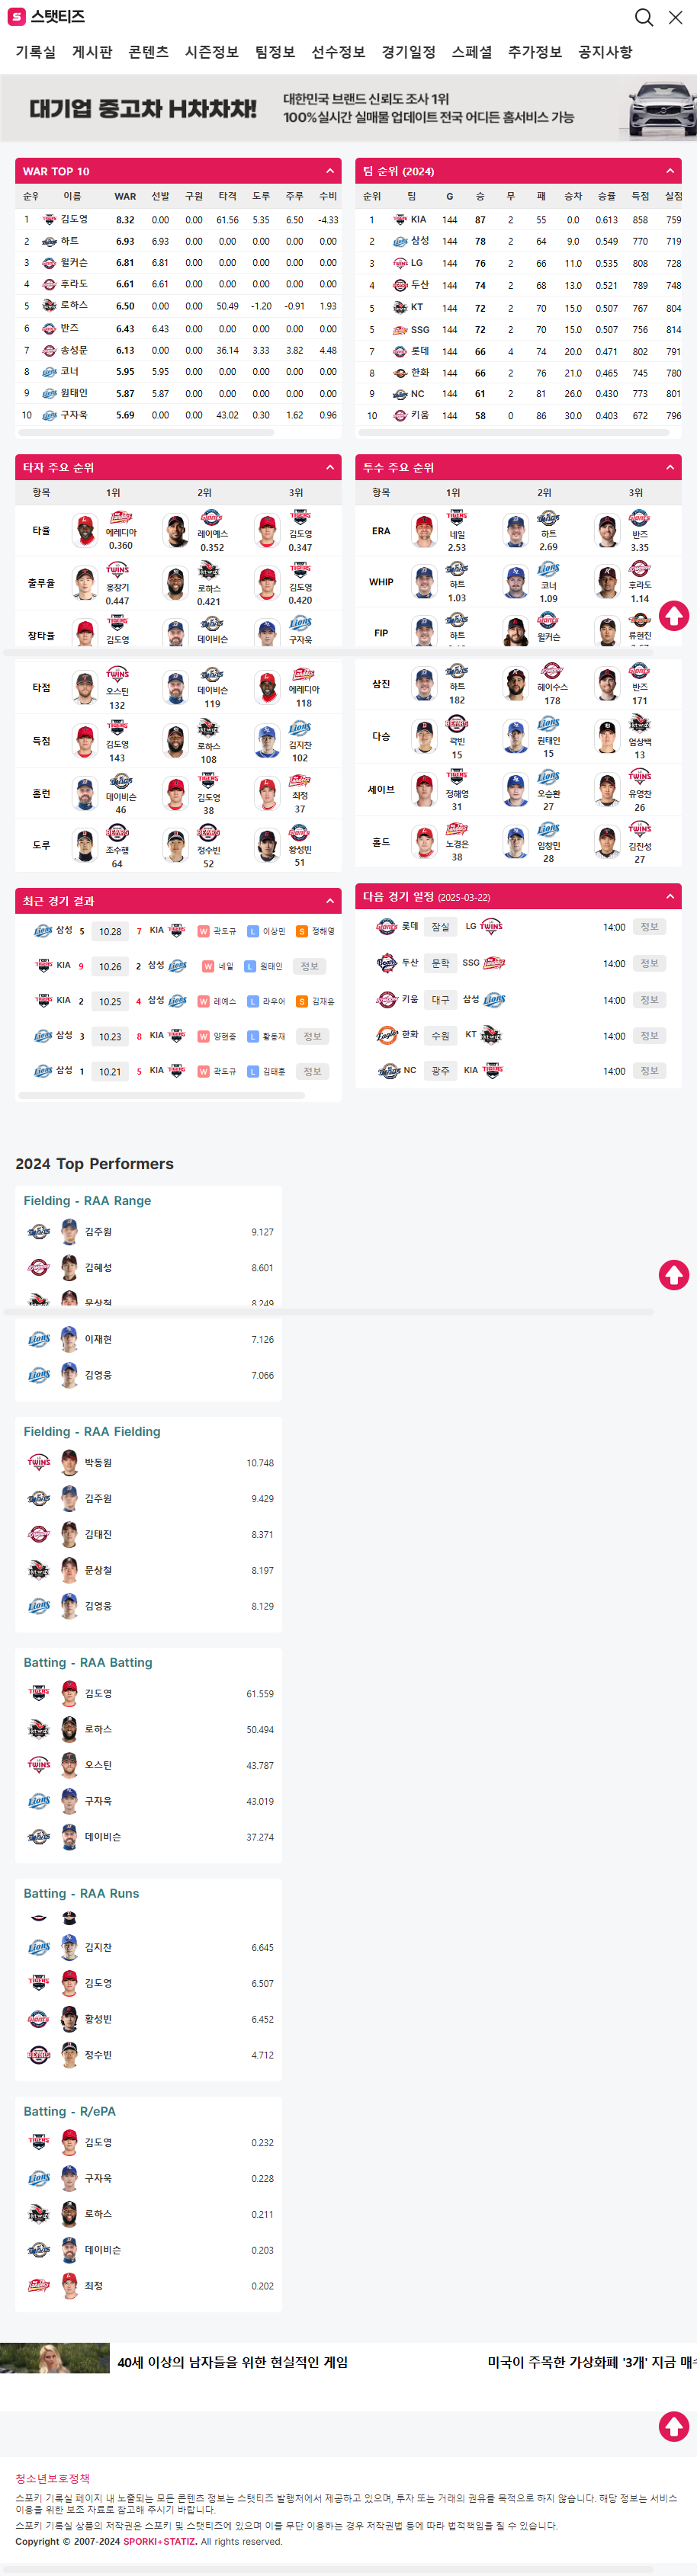 스탯티즈
기록실 게시판 콘텐츠 시즌정보 팀정보 선수정보 경기일정 스페셜 추가정보 공지사항
대기업 중고차 H차차차!
대한민국 브랜드 신뢰도 조사 1위
100%실시간 실매물 업데이트 전국 어디든 홈서비스 가능
WAR TOP 10
순위 이름 WAR 선발 구원 타격 도루 주루 수비
1 김도영 8.32 0.00 0.00 61.56 5.35 6.50 -4.33
2 하트 6.93 6.93 0.00 0.00 0.00 0.00 0.00
3 윌커슨 6.81 6.81 0.00 0.00 0.00 0.00 0.00
4 후라도 6.61 6.61 0.00 0.00 0.00 0.00 0.00
5 로하스 6.50 0.00 0.00 50.49 -1.20 -0.91 1.93
6 반즈 6.43 6.43 0.00 0.00 0.00 0.00 0.00
7 송성문 6.13 0.00 0.00 36.14 3.33 3.82 4.48
8 코너 5.95 5.95 0.00 0.00 0.00 0.00 0.00
9 원태인 5.87 5.87 0.00 0.00 0.00 0.00 0.00
10 구자욱 5.69 0.00 0.00 43.02 0.30 1.62 0.96
팀 순위 (2024)
순위 팀 G 승 무 패 승차 승률 득점 실점
1 KIA 144 87 2 55 0.0 0.613 858 759
2 삼성 144 78 2 64 9.0 0.549 770 719
3 LG 144 76 2 66 11.0 0.535 808 728
4 두산 144 74 2 68 13.0 0.521 789 748
5 KT 144 72 2 70 15.0 0.507 767 804
5 SSG 144 72 2 70 15.0 0.507 756 814
7 롯데 144 66 4 74 20.0 0.471 802 791
8 한화 144 66 2 76 21.0 0.465 745 780
9 NC 144 61 2 81 26.0 0.430 773 801
10 키움 144 58 0 86 30.0 0.403 672 796
타자 주요 순위
항목 1위 2위 3위
타율 에레디아 0.360 레이예스 0.352 김도영 0.347
출루율 홍창기 0.447 로하스 0.421 김도영 0.420
장타율 김도영 데이비슨 구자욱
타점 오스틴 132 데이비슨 119 에레디아 118
득점 김도영 143 로하스 108 김지찬 102
홈런 데이비슨 46 김도영 38 최정 37
도루 조수행 64 정수빈 52 황성빈 51
투수 주요 순위
항목 1위 2위 3위
ERA 네일 2.53 하트 2.69 반즈 3.35
WHIP 하트 1.03 코너 1.09 후라도 1.14
FIP 하트 윌커슨 류현진
삼진 하트 182 헤이수스 178 반즈 171
다승 곽빈 15 원태인 15 엄상백 13
세이브 정해영 31 오승환 27 유영찬 26
홀드 노경은 38 임창민 28 김진성 27
최근 경기 결과
삼성 5 10.28 7 KIA W 곽도규 L 이상민 S 정해영
KIA 9 10.26 2 삼성 W 네일 L 원태인 정보
KIA 2 10.25 4 삼성 W 레예스 L 라우어 S 김재윤
삼성 3 10.23 8 KIA W 양현종 L 황동재 정보
삼성 1 10.21 5 KIA W 곽도규 L 김태훈 정보
다음 경기 일정 (2025-03-22)
롯데 잠실 LG 14:00 정보
두산 문학 SSG 14:00 정보
키움 대구 삼성 14:00 정보
한화 수원 KT 14:00 정보
NC 광주 KIA 14:00 정보
2024 Top Performers
Fielding - RAA Range
김주원 9.127
김혜성 8.601
문상철 8.249
이재현 7.126
김영웅 7.066
Fielding - RAA Fielding
박동원 10.748
김주원 9.429
김태진 8.371
문상철 8.197
김영웅 8.129
Batting - RAA Batting
김도영 61.559
로하스 50.494
오스틴 43.787
구자욱 43.019
데이비슨 37.274
Batting - RAA Runs
김지찬 6.645
김도영 6.507
황성빈 6.452
정수빈 4.712
Batting - R/ePA
김도영 0.232
구자욱 0.228
로하스 0.211
데이비슨 0.203
최정 0.202
40세 이상의 남자들을 위한 현실적인 게임 미국이 주목한 가상화폐 '3개' 지금 매수
청소년보호정책
스포키 기록실 페이지 내 노출되는 모든 콘텐츠 정보는 스탯티즈 발행처에서 제공하고 있으며, 투자 또는 거래의 권유를 목적으로 하지 않습니다. 해당 정보는 서비스
이용을 위한 보조 자료로 참고해 주시기 바랍니다.
스포키 기록실 상품의 저작권은 스포키 및 스탯티즈에 있으며 이를 무단 이용하는 경우 저작권법 등에 따라 법적책임을 질 수 있습니다.
Copyright © 2007-2024 SPORKI+STATIZ. All rights reserved.